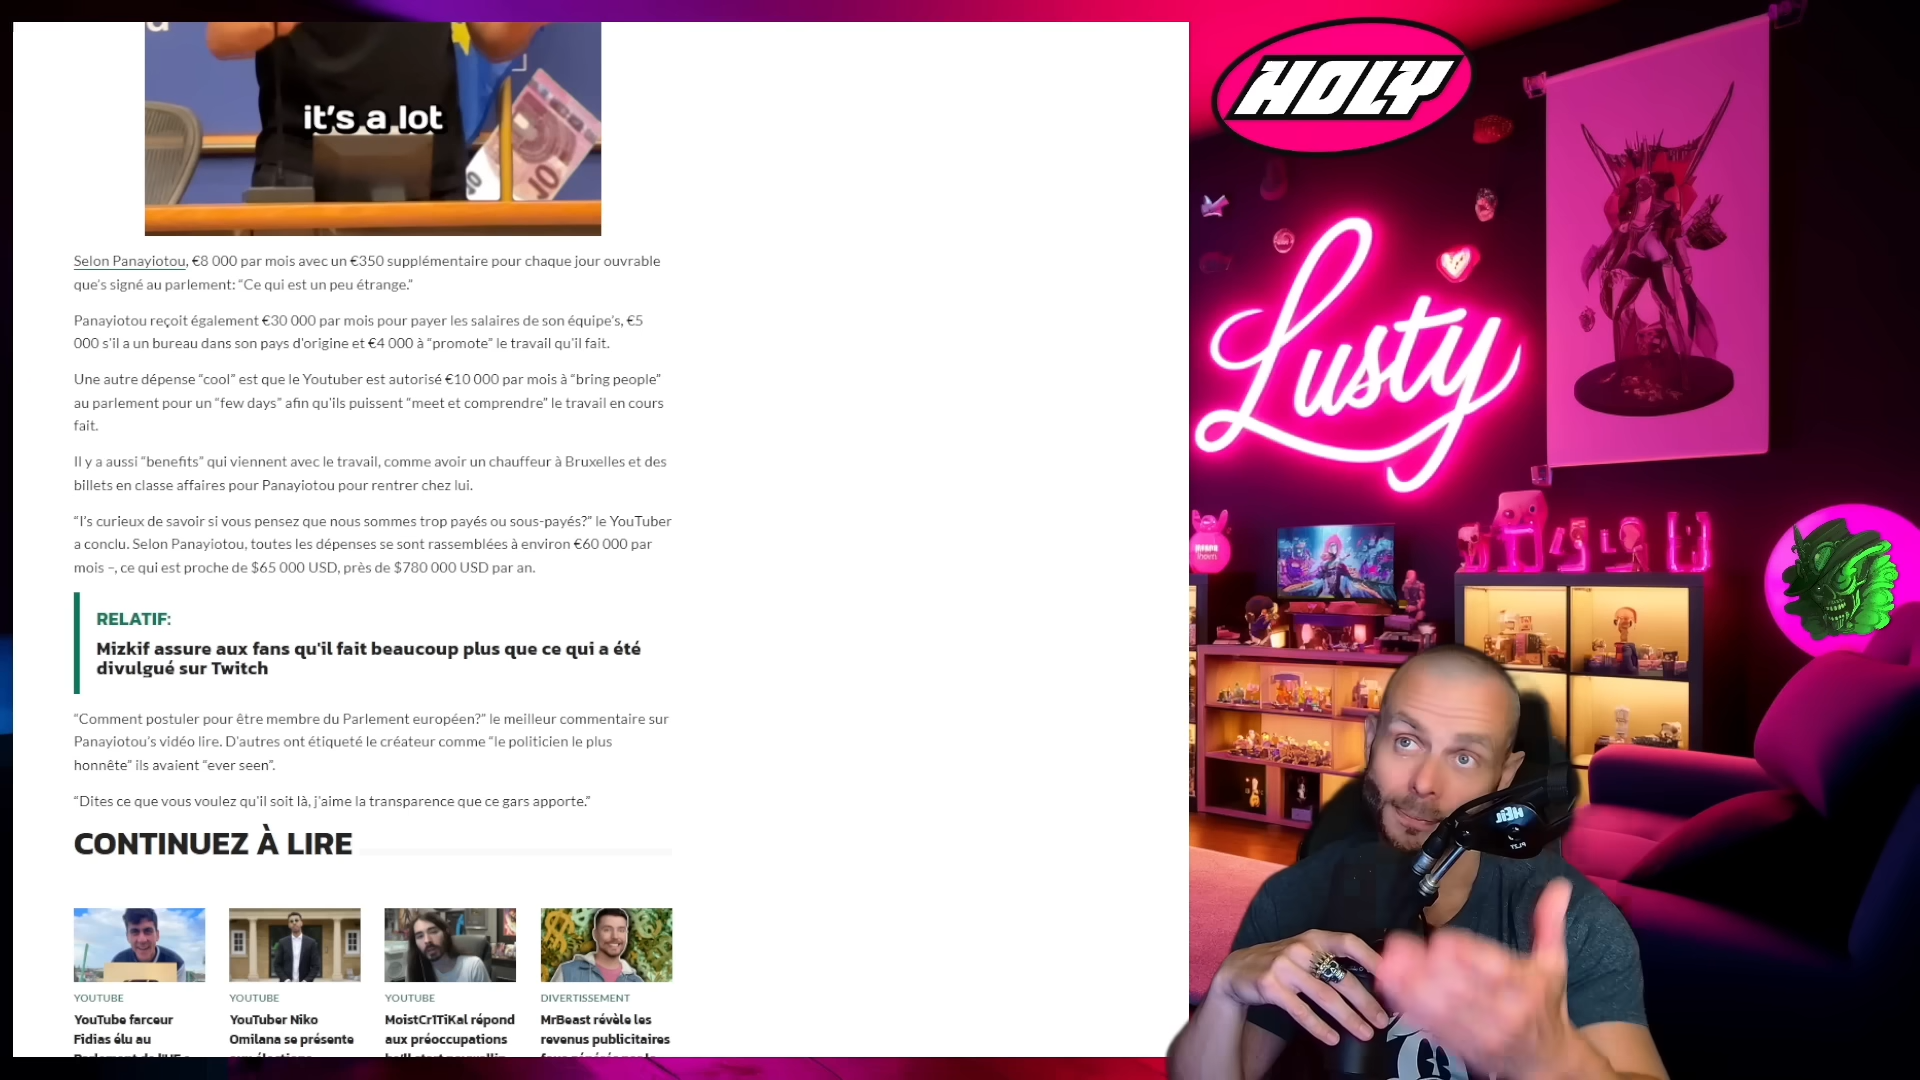 it's a lot
10
Selon Panayiotou, €8 000 par mois avec un €350 supplémentaire pour chaque jour ouvrable
que's signé au parlement: “Ce qui est un peu étrange.”
Panayiotou reçoit également €30 000 par mois pour payer les salaires de son équipe's, €5
000 s'il a un bureau dans son pays d'origine et €4 000 à “promote” le travail qu'il fait.
Une autre dépense “cool” est que le Youtuber est autorisé €10 000 par mois à “bring people”
au parlement pour un “few days” afin qu'ils puissent “meet et comprendre” le travail en cours
fait.
Il y a aussi “benefits” qui viennent avec le travail, comme avoir un chauffeur à Bruxelles et des
billets en classe affaires pour Panayiotou pour rentrer chez lui.
“I's curieux de savoir si vous pensez que nous sommes trop payés ou sous-payés?” le YouTuber
a conclu. Selon Panayiotou, toutes les dépenses se sont rassemblées à environ €60 000 par
mois –, ce qui est proche de $65 000 USD, près de $780 000 USD par an.
RELATIF:
Mizkif assure aux fans qu'il fait beaucoup plus que ce qui a été
divulgué sur Twitch
“Comment postuler pour être membre du Parlement européen?” le meilleur commentaire sur
Panayiotou's vidéo lire. D'autres ont étiqueté le créateur comme “le politicien le plus
honnête” ils avaient “ever seen”.
“Dites ce que vous voulez qu'il soit là, j'aime la transparence que ce gars apporte.”
CONTINUEZ À LIRE
YOUTUBE
YouTube farceur
Fidias élu au
YOUTUBE
YouTuber Niko
Omilana se présente
YOUTUBE
MoistCr1TiKal répond
aux préoccupations
DIVERTISSEMENT
MrBeast révèle les
revenus publicitaires
HOLY
Lusty